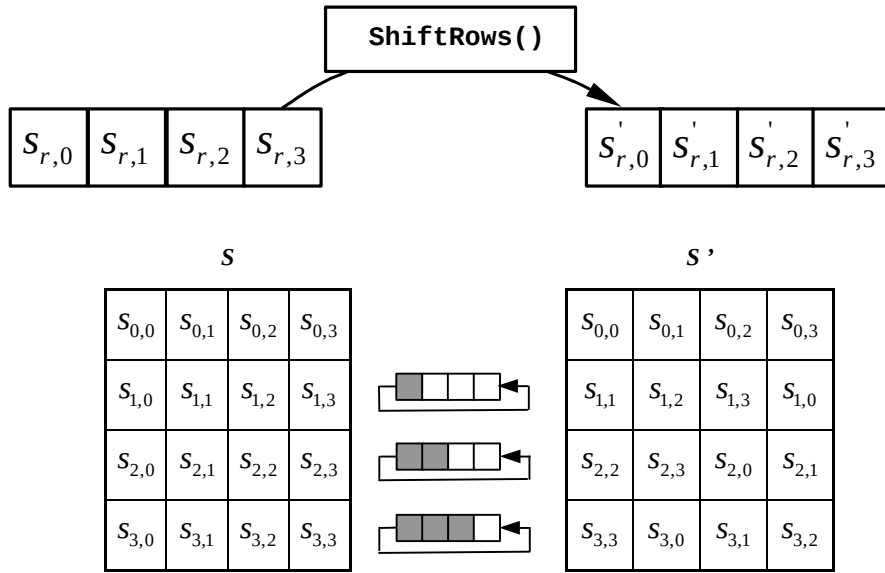 ShiftRows()
s_{r,0} s_{r,1} s_{r,2} s_{r,3} s'_{r,0} s'_{r,1} s'_{r,2} s'_{r,3}
S S'
s_{0,0} s_{0,1} s_{0,2} s_{0,3} s_{0,0} s_{0,1} s_{0,2} s_{0,3}
s_{1,0} s_{1,1} s_{1,2} s_{1,3} s_{1,1} s_{1,2} s_{1,3} s_{1,0}
s_{2,0} s_{2,1} s_{2,2} s_{2,3} s_{2,2} s_{2,3} s_{2,0} s_{2,1}
s_{3,0} s_{3,1} s_{3,2} s_{3,3} s_{3,3} s_{3,0} s_{3,1} s_{3,2}